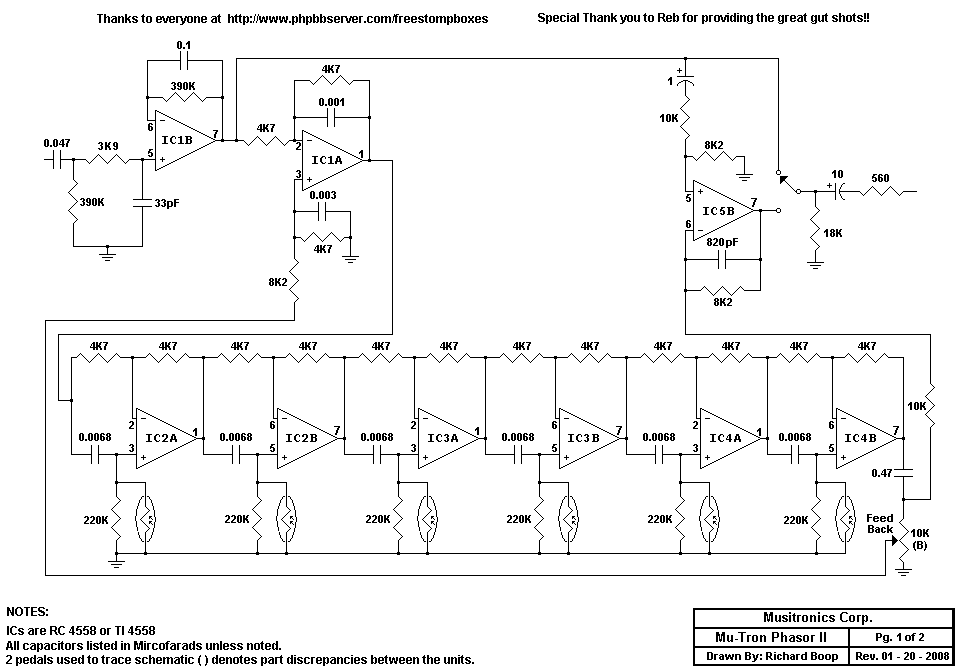 Thanks to everyone at http://www.phpbbserver.com/freestompboxes
Special Thank you to Reb for providing the great gut shots!!
0.1
390K
6
7
IC1B
5
0.047
3K9
390K
33pF
4K7
4K7
0.001
2
1
IC1A
3
0.003
4K7
8K2
1
10K
8K2
5
7
IC5B
6
820pF
8K2
10
560
18K
4K7
4K7
4K7
4K7
4K7
4K7
4K7
4K7
4K7
4K7
4K7
4K7
10K
0.0068
2
3
IC2A
1
0.0068
6
5
IC2B
7
0.0068
2
3
IC3A
1
0.0068
6
5
IC3B
7
0.0068
2
3
IC4A
1
0.0068
6
5
IC4B
7
0.47
220K
220K
220K
220K
220K
220K
Feed
Back
10K
(B)
NOTES:
ICs are RC 4558 or TI 4558
All capacitors listed in Mircofarads unless noted.
2 pedals used to trace schematic ( ) denotes part discrepancies between the units.
Musitronics Corp.
Mu-Tron Phasor II
Pg. 1 of 2
Drawn By: Richard Boop
Rev. 01 - 20 - 2008